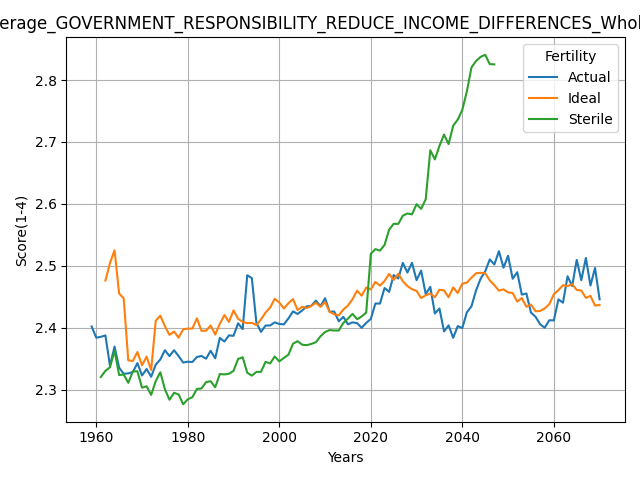 erage_GOVERNMENT_RESPONSIBILITY_REDUCE_INCOME_DIFFERENCES_Whol
Fertility
Actual
Ideal
Sterile
Score(1-4)
2.8
2.7
2.6
2.5
2.4
2.3
1960 1980 2000 2020 2040 2060
Years